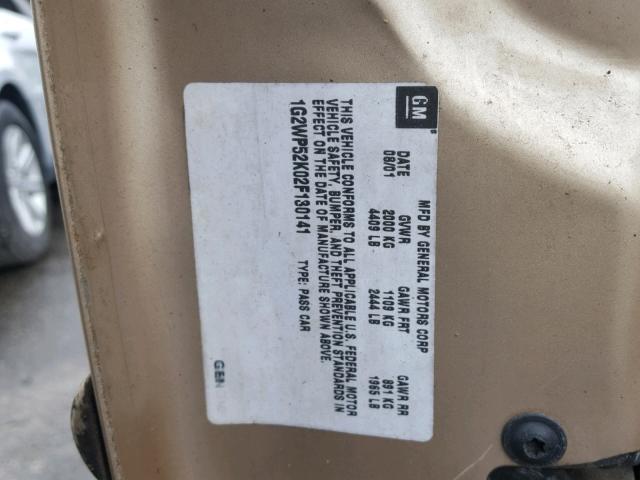 GM
MFD BY GENERAL MOTORS CORP
DATE GVWR GAWR FRT GAWR RR
08/01 2000 KG 1109 KG 891 KG
4409 LB 2444 LB 1965 LB
THIS VEHICLE CONFORMS TO ALL APPLICABLE U.S. FEDERAL MOTOR
VEHICLE SAFETY, BUMPER, AND THEFT PREVENTION STANDARDS IN
EFFECT ON THE DATE OF MANUFACTURE SHOWN ABOVE.
1G2WP52K02F130141 TYPE: PASS CAR